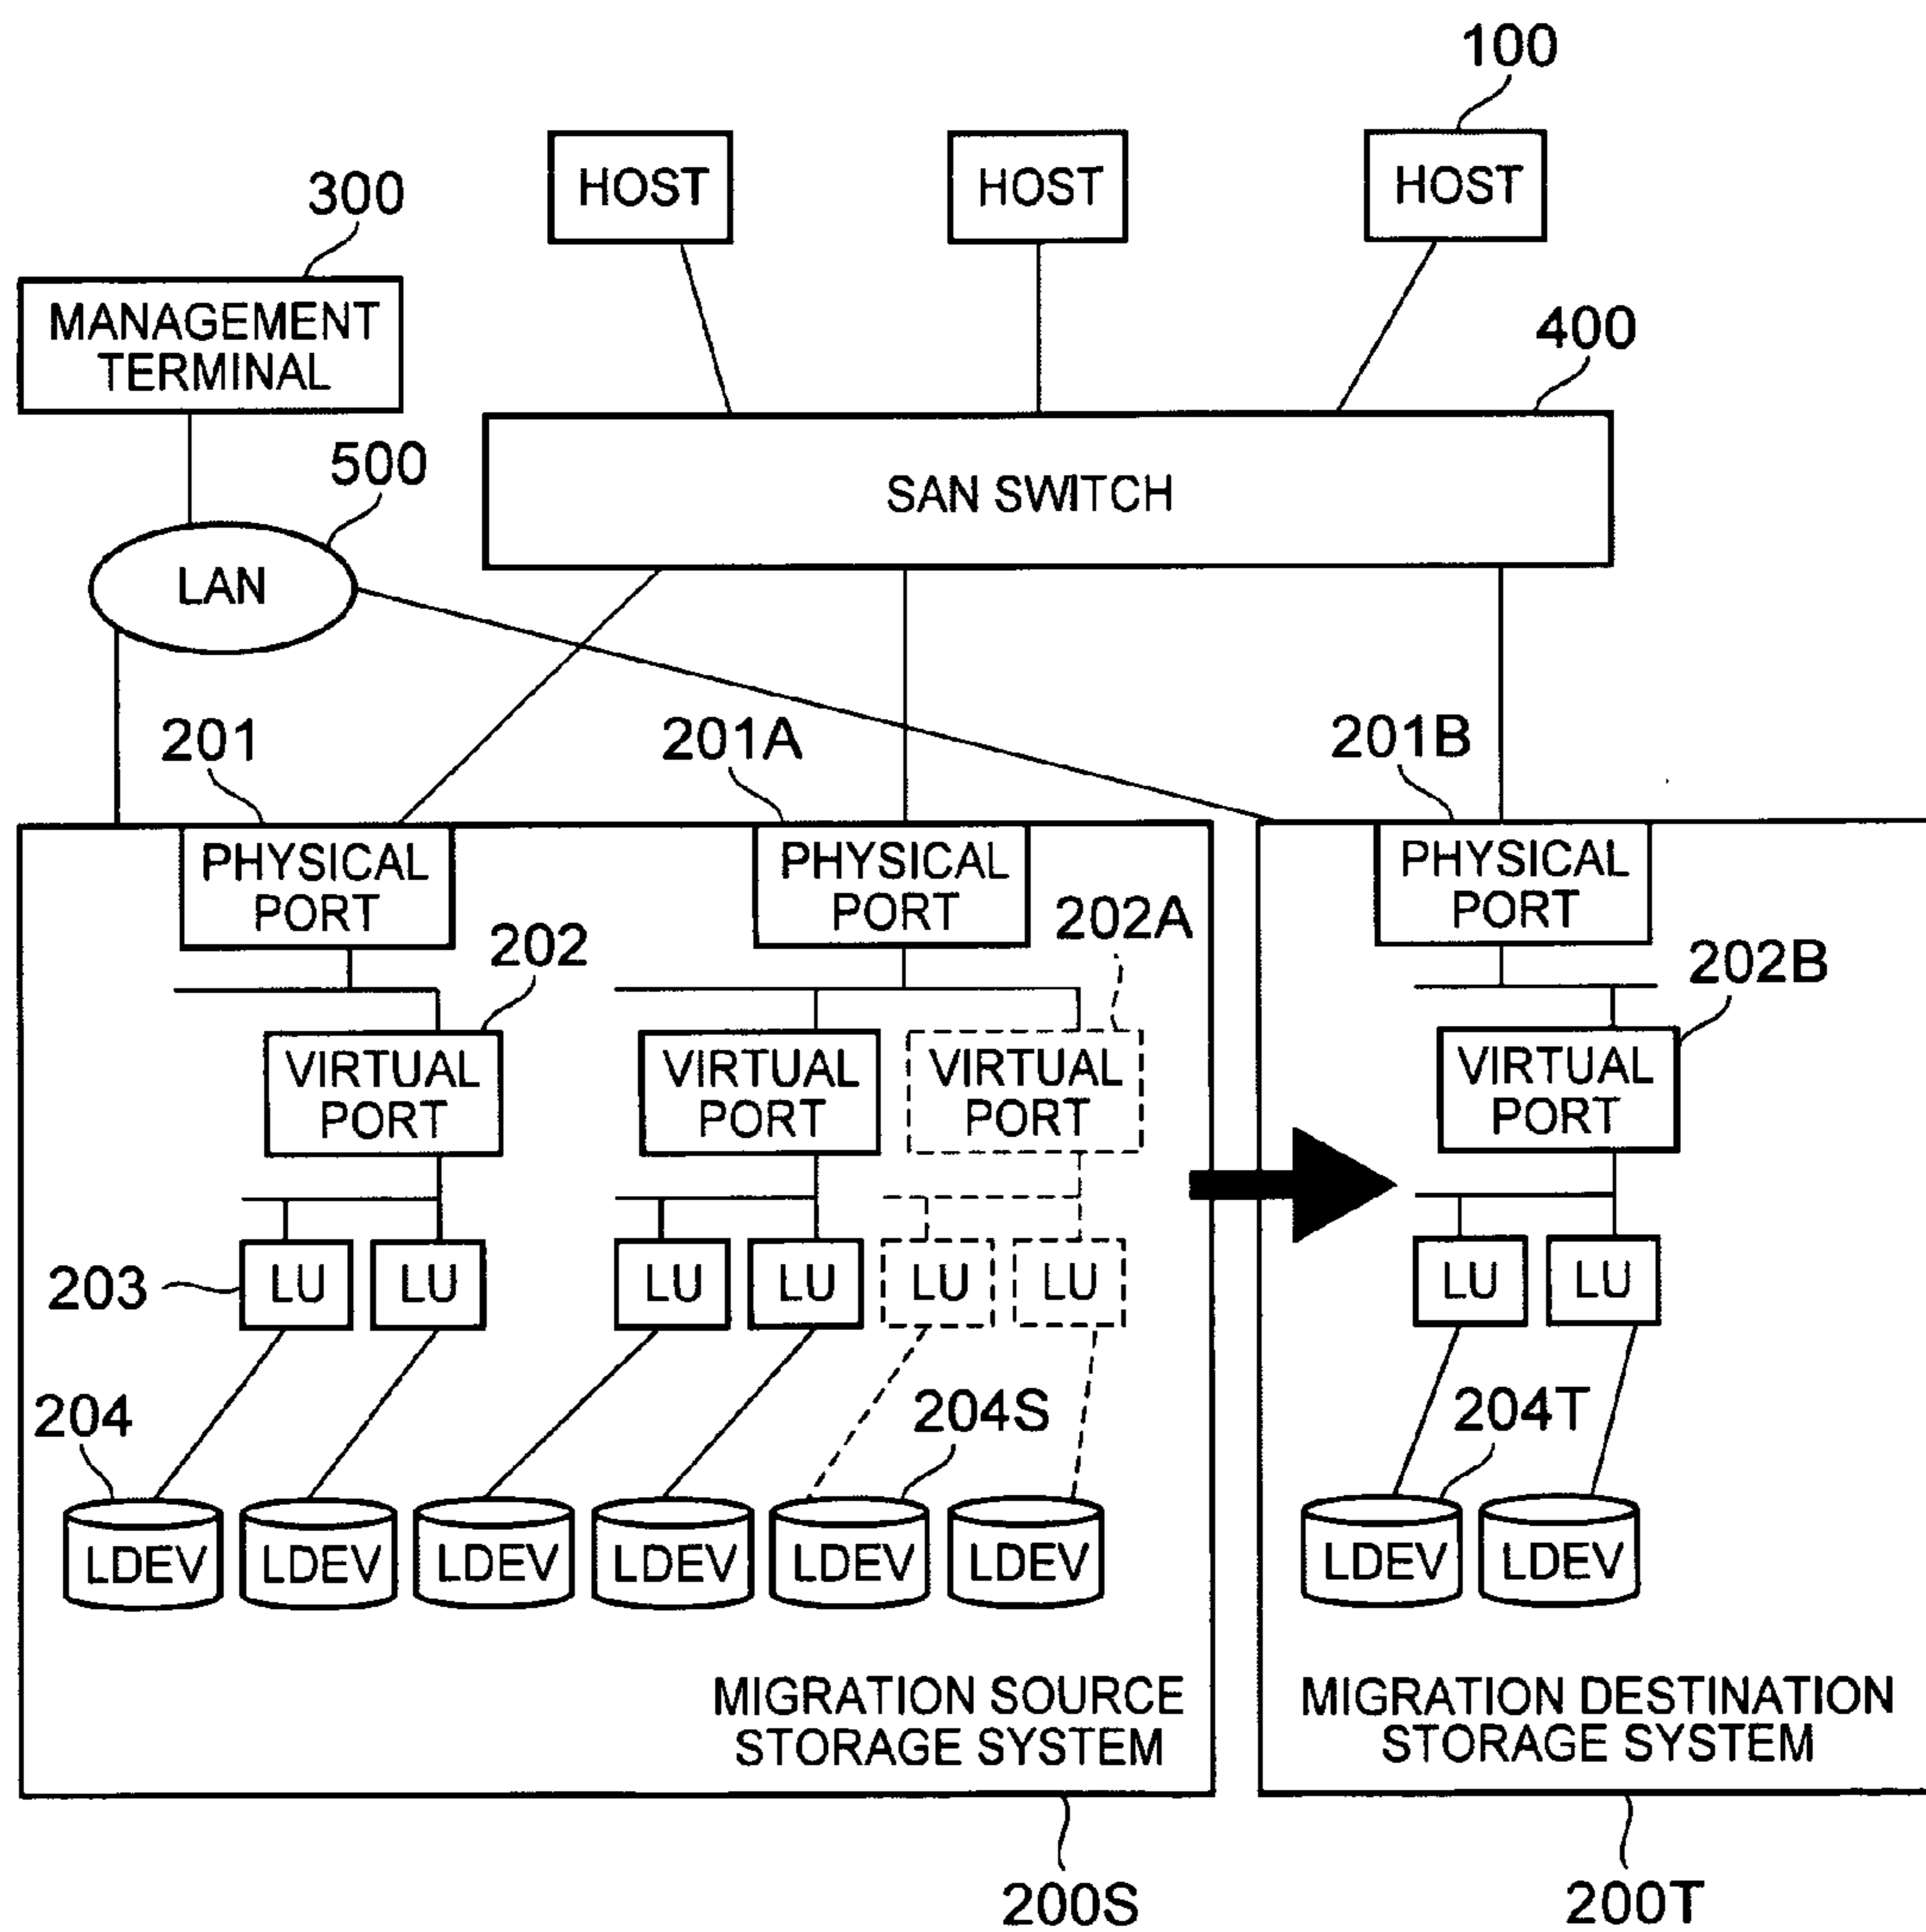 100
HOST
HOST
HOST
300
MANAGEMENT
TERMINAL
400
500
SAN SWITCH
LAN
201
201A
201B
PHYSICAL
PORT
PHYSICAL
PORT
PHYSICAL
PORT
202
202A
202B
VIRTUAL
PORT
VIRTUAL
PORT
VIRTUAL
PORT
VIRTUAL
PORT
203
LU
LU
LU
LU
LU
LU
LU
LU
204
204S
204T
LDEV
LDEV
LDEV
LDEV
LDEV
LDEV
LDEV
LDEV
MIGRATION SOURCE
STORAGE SYSTEM
MIGRATION DESTINATION
STORAGE SYSTEM
200S
200T